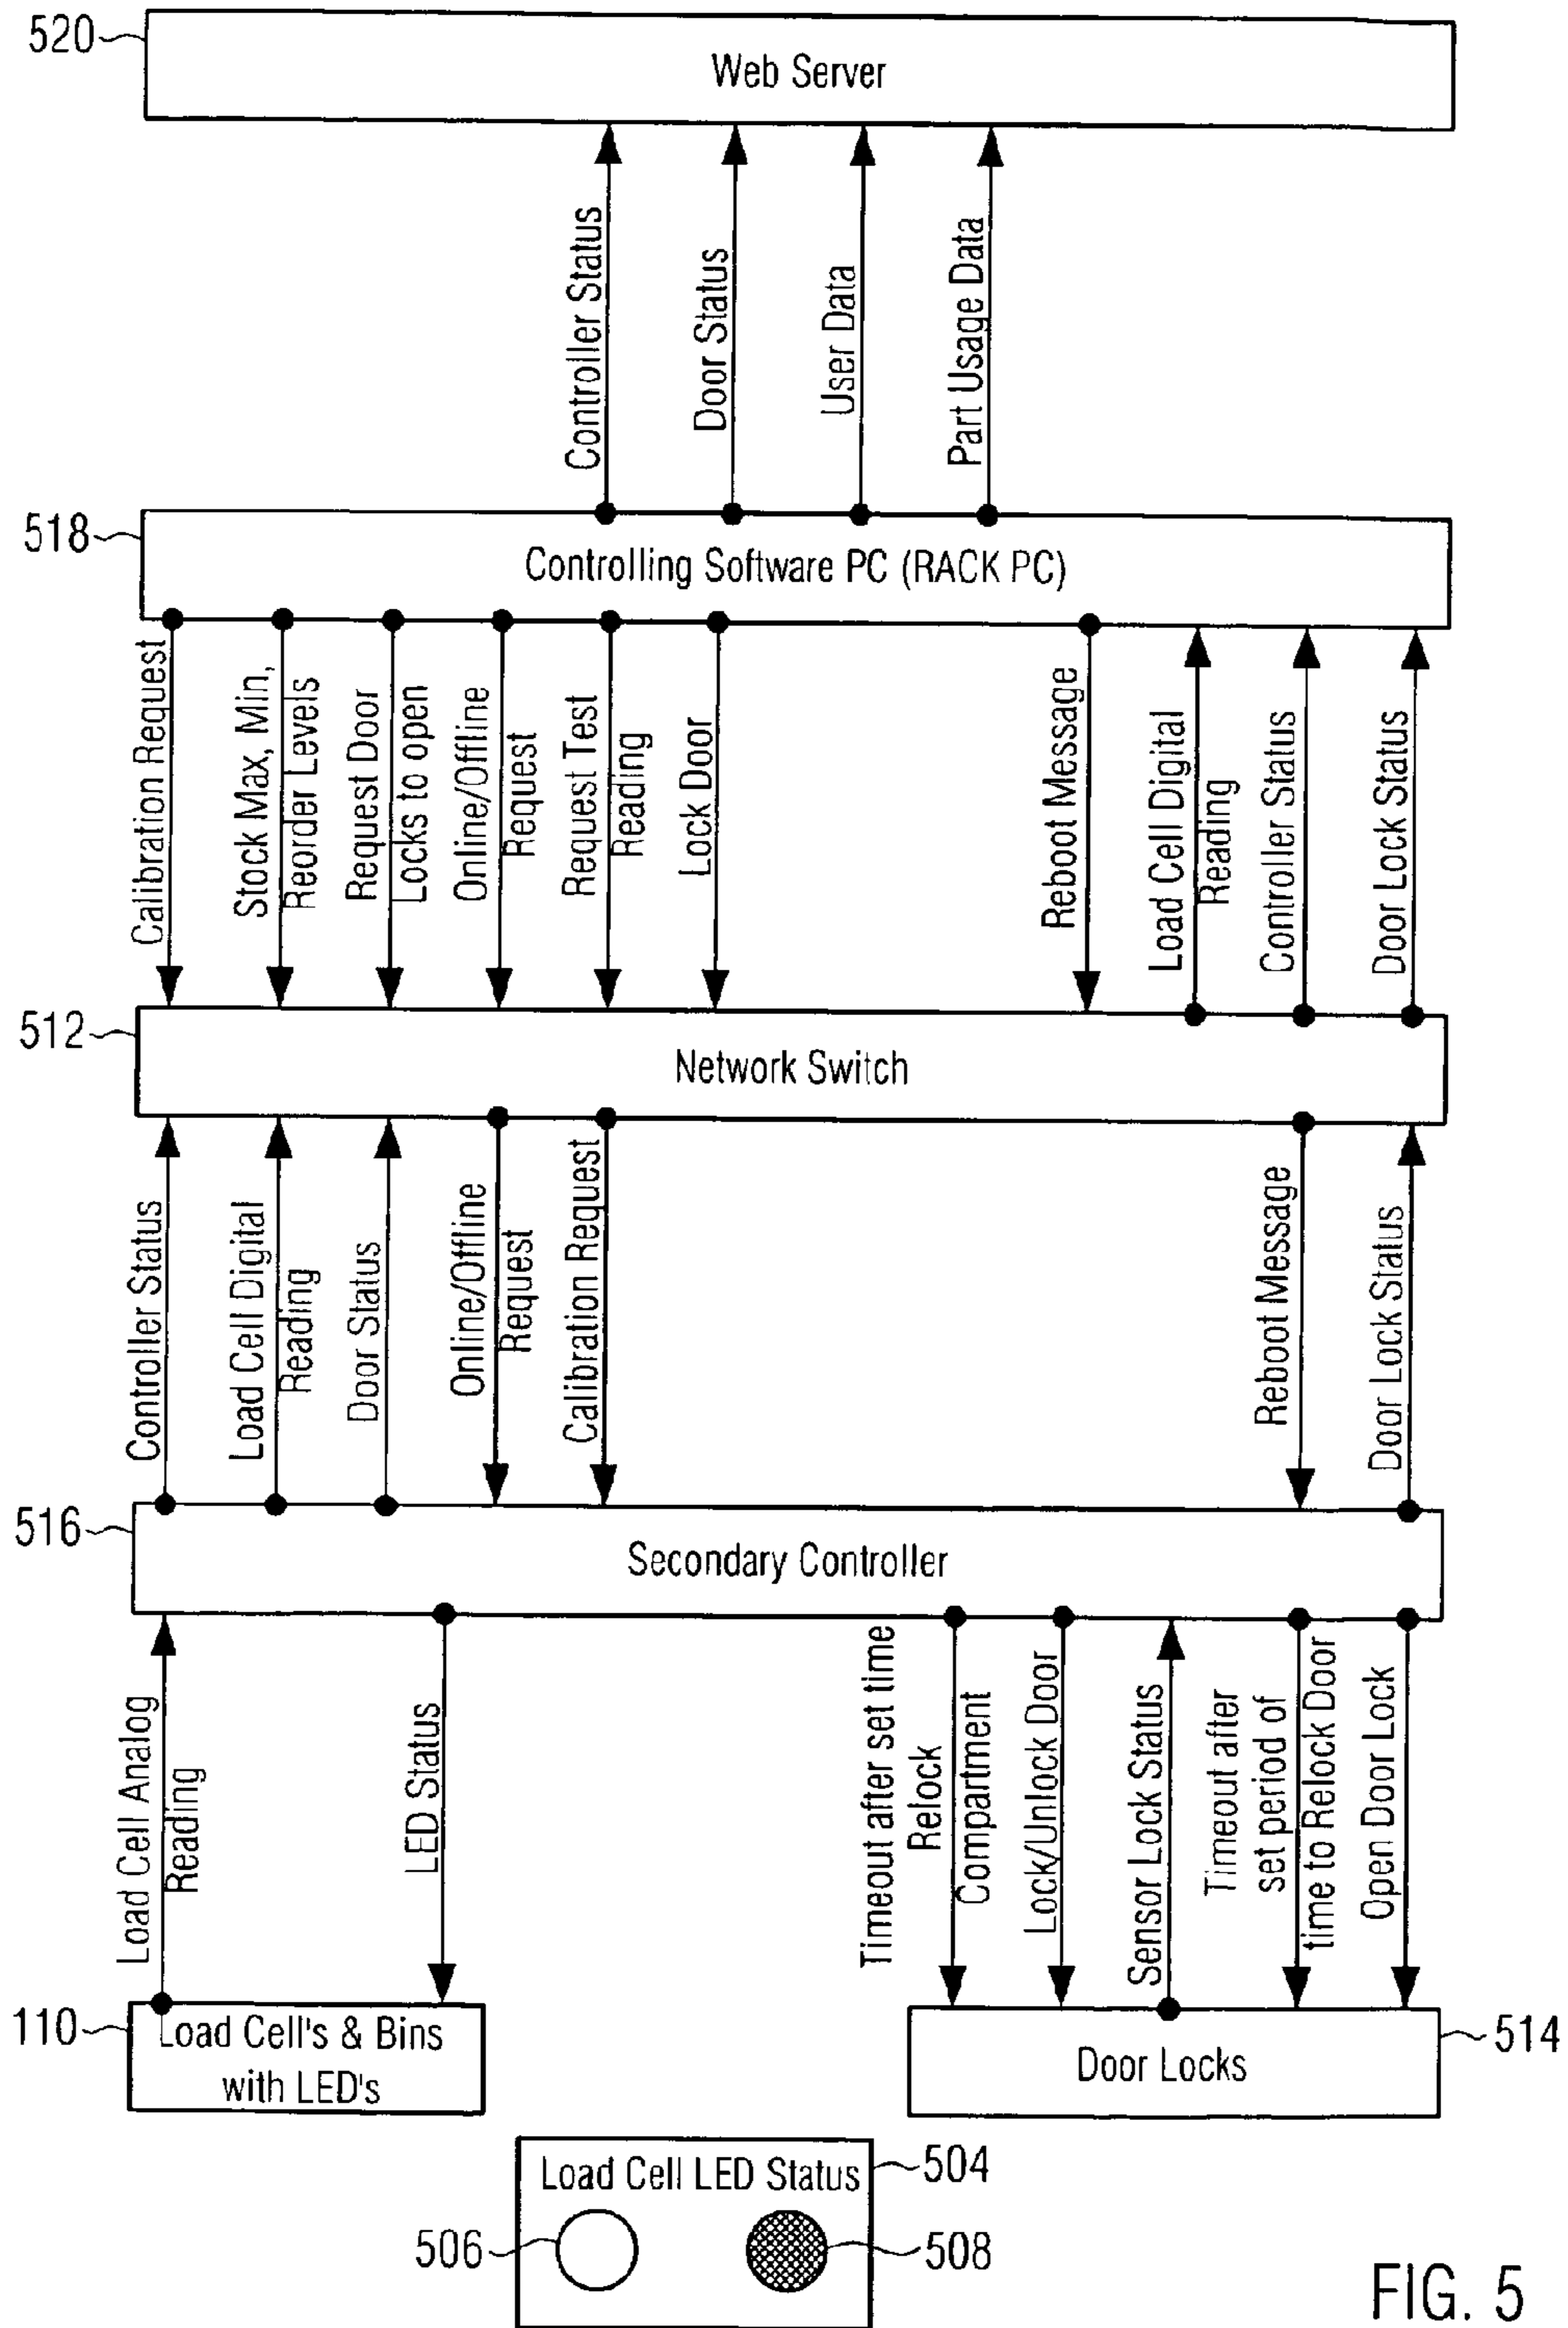 520
Web Server
Controller Status
Door Status
User Data
Part Usage Data
518
Controlling Software PC (RACK PC)
Calibration Request
Stock Max, Min,
Reorder Levels
Request Door
Locks to open
Online/Offline
Request
Request Test
Reading
Lock Door
Reboot Message
Load Cell Digital
Reading
Controller Status
Door Lock Status
512
Network Switch
Controller Status
Load Cell Digital
Reading
Door Status
Online/Offline
Request
Calibration Request
Reboot Message
Door Lock Status
516
Secondary Controller
Load Cell Analog
Reading
LED Status
Timeout after set time
Relock
Compartment
Lock/Unlock Door
Sensor Lock Status
Timeout after
set period of
time to Relock Door
Open Door Lock
110
Load Cell's & Bins
with LED's
Door Locks
514
Load Cell LED Status
504
506
508
FIG. 5